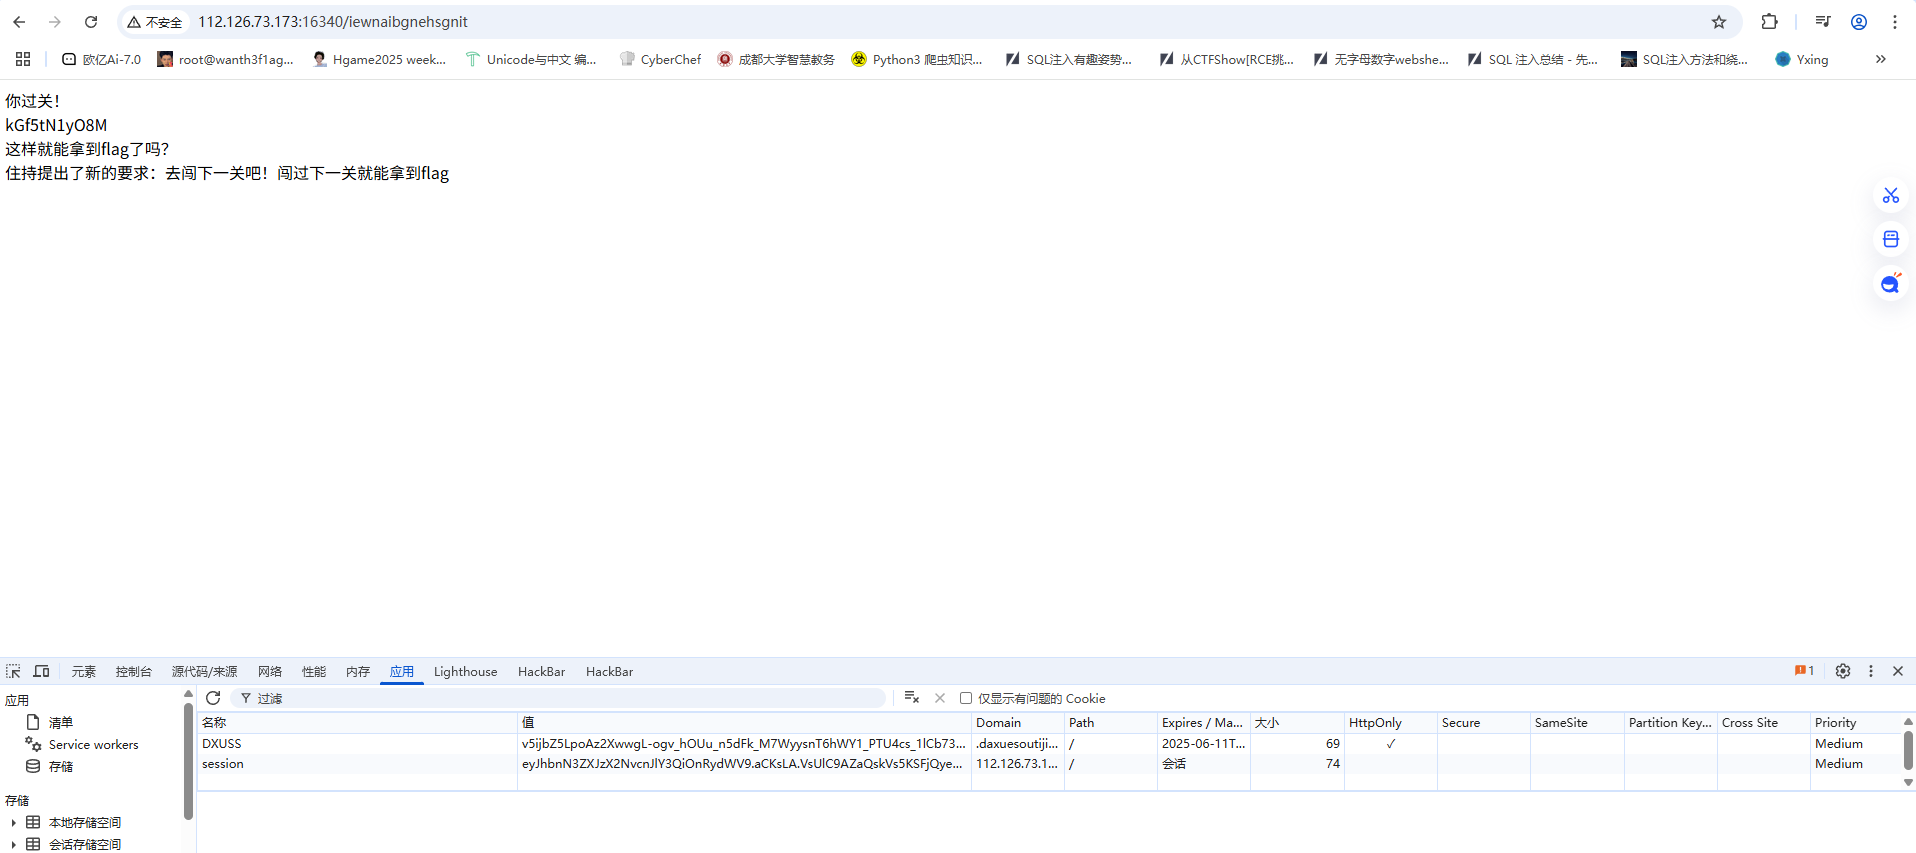 不安全 112.126.73.173:16340/iewnaibgnehsgnit
欧亿Ai-7.0 root@wanth3f1ag... Hgame2025 week... Unicode与中文 编... CyberChef 成都大学智慧教务 Python3 爬虫知识... SQL注入有趣姿势... 从CTFShow[RCE挑... 无字母数字webshe... SQL 注入总结 - 先... SQL注入方法和绕... Yxing
你过关！
kGf5tN1yO8M
这样就能拿到flag了吗？
住持提出了新的要求：去闯下一关吧！闯过下一关就能拿到flag
元素 控制台 源代码/来源 网络 性能 内存 应用 Lighthouse HackBar HackBar 1
应用
清单
Service workers
存储
存储
本地存储空间
会话存储空间
过滤 仅显示有问题的 Cookie
名称 值 Domain Path Expires / Ma... 大小 HttpOnly Secure SameSite Partition Key... Cross Site Priority
DXUSS v5ijbZ5LpoAz2XwwgL-ogv_hOUu_n5dFk_M7WyysnT6hWY1_PTU4cs_1lCb73... .daxuesoutiji... / 2025-06-11T... 69 ✓ Medium
session eyJhbnN3ZXJzX2NvcnJlY3QiOnRydWV9.aCKsLA.VsUlC9AZaQskVs5KSFjQye... 112.126.73.1... / 会话 74 Medium